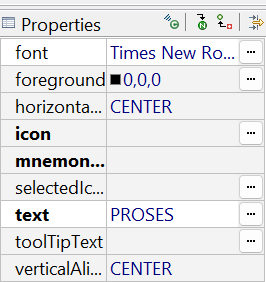 Properties
font Times New Ro... ...
foreground 0,0,0 ...
horizonta... CENTER
icon ...
mnemon...
selectedIc... ...
text PROSES ...
toolTipText ...
verticalAli... CENTER